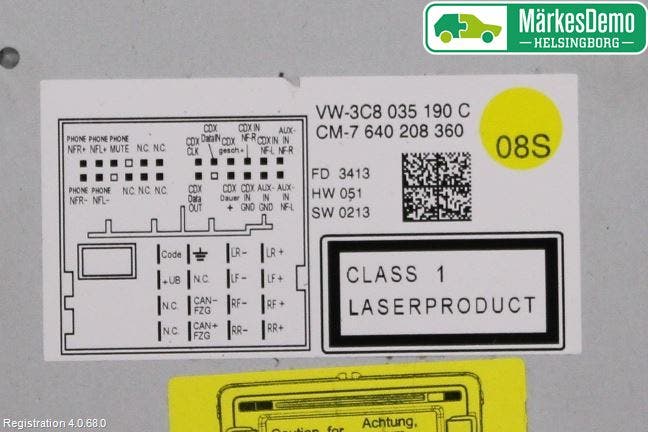 MärkesDemo
HELSINGBORG
VW-3C8 035 190 C
CM-7 640 208 360
08S
FD 3413
HW 051
SW 0213
CLASS 1
LASERPRODUCT
PHONE PHONE PHONE
NFR+ NFL+ MUTE N.C. N.C.
PHONE PHONE
NFR- NFL- N.C. N.C. N.C.
CDX CLK
CDX DataIN
CDX gesch+
CDX IN NF-R
CDX IN NF-L
AUX-IN NF-R
CDX Data OUT
CDX Dauer +
CDX IN GND
AUX-IN GND
AUX-IN NF-L
Code LR- LR+
+UB N.C. LF- LF+
N.C. CAN- FZG RF- RF+
N.C. CAN+ FZG RR- RR+
Caution for Achtung,
Registration 4.0.68.0